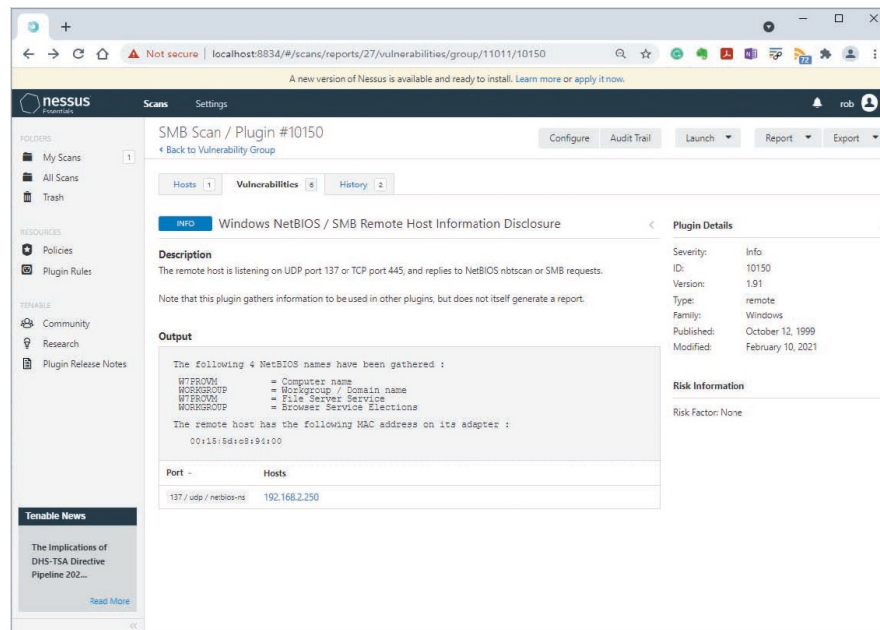 Not secure | localhost:8834/#/scans/reports/27/vulnerabilities/group/11011/10150
72
A new version of Nessus is available and ready to install. Learn more or apply it now.
nessus
Essentials
Scans
Settings
rob
FOLDERS
My Scans
1
All Scans
Trash
RESOURCES
Policies
Plugin Rules
TENABLE
Community
Research
Plugin Release Notes
SMB Scan / Plugin #10150
Back to Vulnerability Group
Configure
Audit Trail
Launch
Report
Export
Hosts 1
Vulnerabilities 6
History 2
INFO
Windows NetBIOS / SMB Remote Host Information Disclosure
Description
The remote host is listening on UDP port 137 or TCP port 445, and replies to NetBIOS nbtscan or SMB requests.
Note that this plugin gathers information to be used in other plugins, but does not itself generate a report.
Output
The following 4 NetBIOS names have been gathered :
W7PROVM = Computer name
WORKGROUP = Workgroup / Domain name
W7PROVM = File Server Service
WORKGROUP = Browser Service Elections
The remote host has the following MAC address on its adapter :
00:15:5d:c8:94:00
Port
Hosts
137 / udp / netbios-ns
192.168.2.250
Plugin Details
Severity: Info
ID: 10150
Version: 1.91
Type: remote
Family: Windows
Published: October 12, 1999
Modified: February 10, 2021
Risk Information
Risk Factor: None
Tenable News
The Implications of
DHS-TSA Directive
Pipeline 202...
Read More